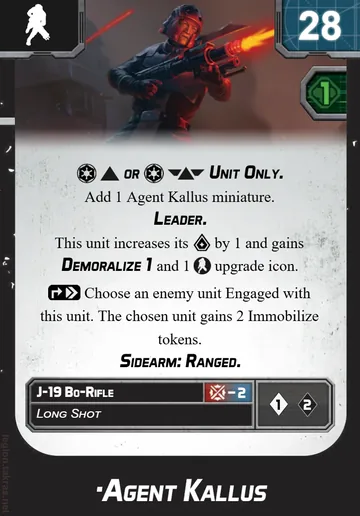 28
1
OR UNIT ONLY.
Add 1 Agent Kallus miniature.
LEADER.
This unit increases its by 1 and gains
DEMORALIZE 1 and 1 upgrade icon.
Choose an enemy unit Engaged with
this unit. The chosen unit gains 2 Immobilize
tokens.
SIDEARM: RANGED.
J-19 BO-RIFLE -2 1 2
LONG SHOT
•AGENT KALLUS